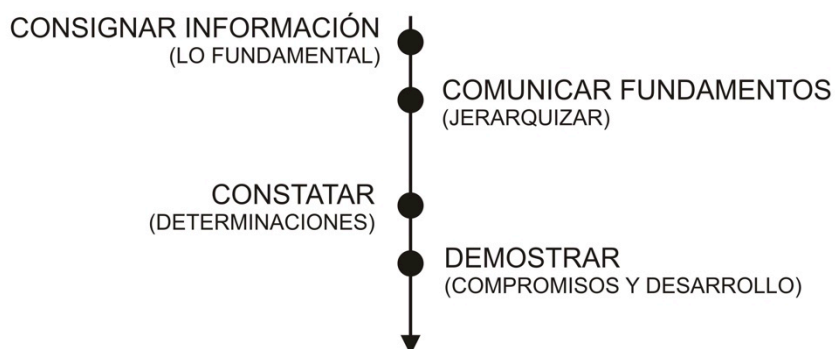 CONSIGNAR INFORMACIÓN
(LO FUNDAMENTAL)
COMUNICAR FUNDAMENTOS
(JERARQUIZAR)
CONSTATAR
(DETERMINACIONES)
DEMOSTRAR
(COMPROMISOS Y DESARROLLO)